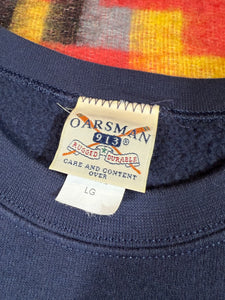 OARSMAN
913®
RUGGED DURABLE
CARE AND CONTENT
OVER
LG